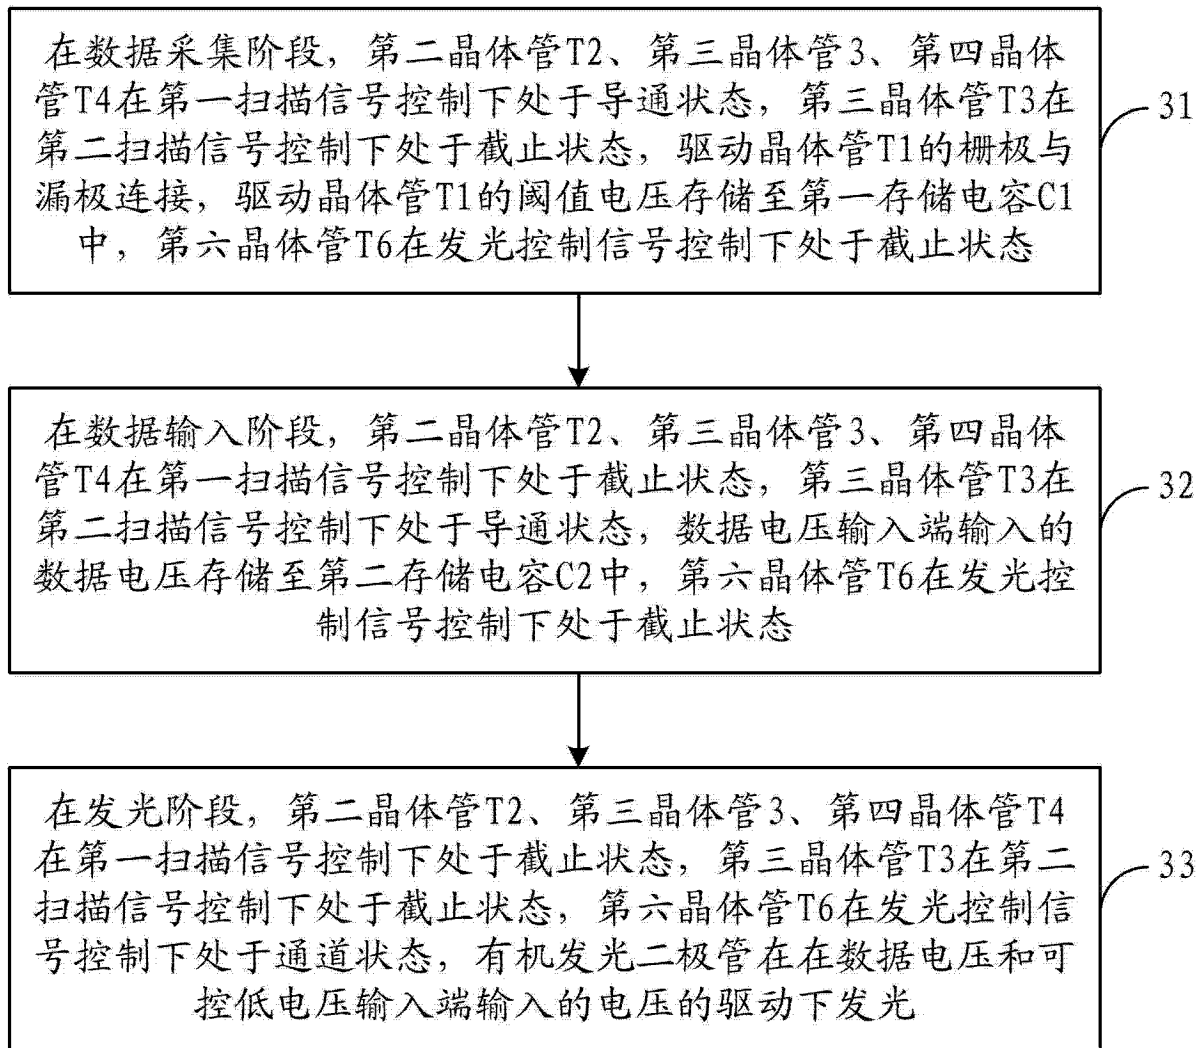 在数据采集阶段，第二晶体管T2、第三晶体管3、第四晶体
管T4在第一扫描信号控制下处于导通状态，第三晶体管T3在
第二扫描信号控制下处于截止状态，驱动晶体管T1的栅极与
漏极连接，驱动晶体管T1的阈值电压存储至第一存储电容C1
中，第六晶体管T6在发光控制信号控制下处于截止状态
31
在数据输入阶段，第二晶体管T2、第三晶体管3、第四晶体
管T4在第一扫描信号控制下处于截止状态，第三晶体管T3在
第二扫描信号控制下处于导通状态，数据电压输入端输入的
数据电压存储至第二存储电容C2中，第六晶体管T6在发光控
制信号控制下处于截止状态
32
在发光阶段，第二晶体管T2、第三晶体管3、第四晶体管T4
在第一扫描信号控制下处于截止状态，第三晶体管T3在第二
扫描信号控制下处于截止状态，第六晶体管T6在发光控制信
号控制下处于通道状态，有机发光二极管在在数据电压和可
控低电压输入端输入的电压的驱动下发光
33